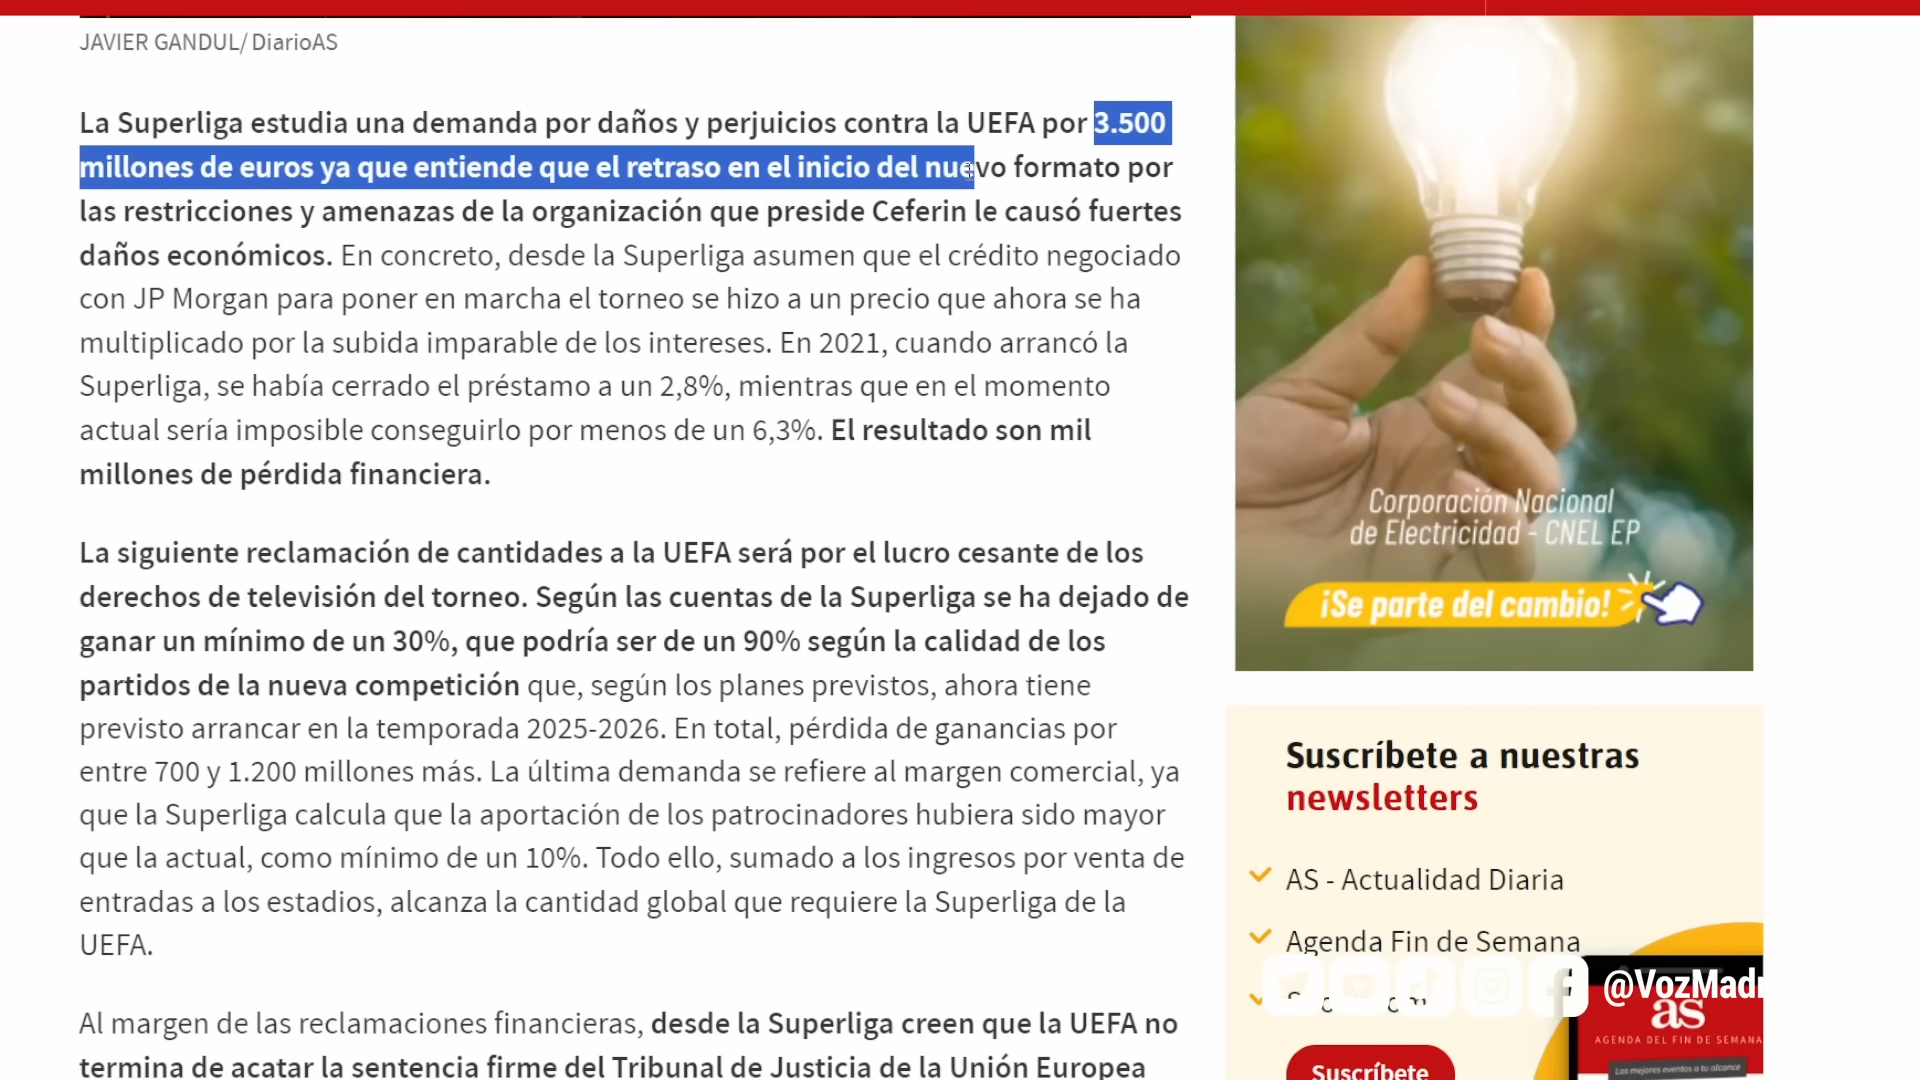 JAVIER GANDUL/ DiarioAS
La Superliga estudia una demanda por daños y perjuicios contra la UEFA por 3.500
millones de euros ya que entiende que el retraso en el inicio del nuevo formato por
las restricciones y amenazas de la organización que preside Ceferin le causó fuertes
daños económicos. En concreto, desde la Superliga asumen que el crédito negociado
con JP Morgan para poner en marcha el torneo se hizo a un precio que ahora se ha
multiplicado por la subida imparable de los intereses. En 2021, cuando arrancó la
Superliga, se había cerrado el préstamo a un 2,8%, mientras que en el momento
actual sería imposible conseguirlo por menos de un 6,3%. El resultado son mil
millones de pérdida financiera.
La siguiente reclamación de cantidades a la UEFA será por el lucro cesante de los
derechos de televisión del torneo. Según las cuentas de la Superliga se ha dejado de
ganar un mínimo de un 30%, que podría ser de un 90% según la calidad de los
partidos de la nueva competición que, según los planes previstos, ahora tiene
previsto arrancar en la temporada 2025-2026. En total, pérdida de ganancias por
entre 700 y 1.200 millones más. La última demanda se refiere al margen comercial, ya
que la Superliga calcula que la aportación de los patrocinadores hubiera sido mayor
que la actual, como mínimo de un 10%. Todo ello, sumado a los ingresos por venta de
entradas a los estadios, alcanza la cantidad global que requiere la Superliga de la
UEFA.
Al margen de las reclamaciones financieras, desde la Superliga creen que la UEFA no
termina de acatar la sentencia firme del Tribunal de Justicia de la Unión Europea
Corporación Nacional
de Electricidad - CNEL EP
¡Se parte del cambio!
Suscríbete a nuestras
newsletters
AS - Actualidad Diaria
Agenda Fin de Semana
@VozMadr
as
AGENDA DEL FIN DE SEMANA
Los mejores eventos a tu alcance
Suscríbete